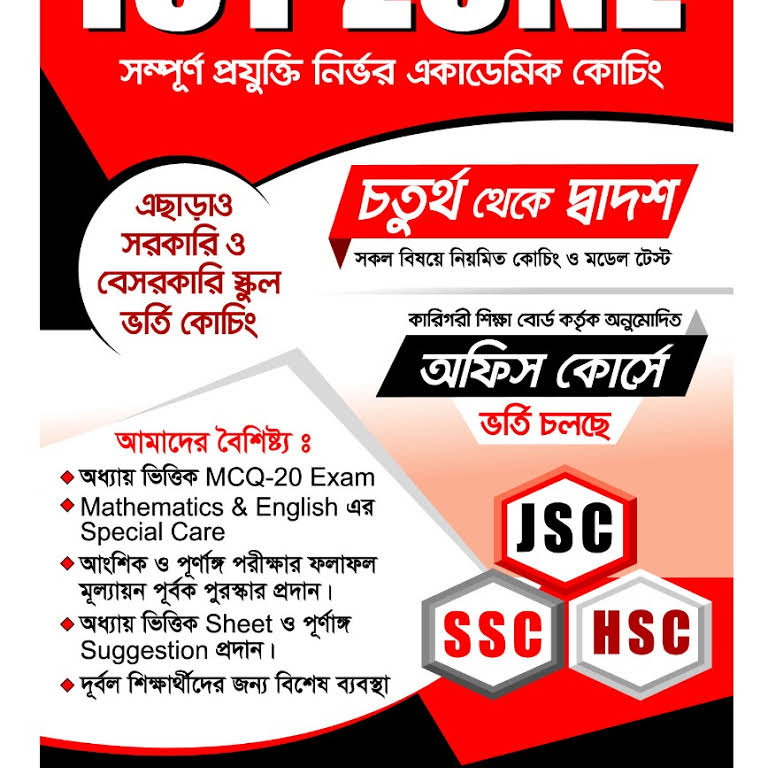 ICT ZONE
সম্পূর্ণ প্রযুক্তি নির্ভর একাডেমিক কোচিং
এছাড়াও
সরকারি ও
বেসরকারি স্কুল
ভর্তি কোচিং
চতুর্থ থেকে দ্বাদশ
সকল বিষয়ে নিয়মিত কোচিং ও মডেল টেস্ট
কারিগরী শিক্ষা বোর্ড কর্তৃক অনুমোদিত
অফিস কোর্সে
ভর্তি চলছে
আমাদের বৈশিষ্ট্য ঃ
অধ্যায় ভিত্তিক MCQ-20 Exam
Mathematics & English এর
Special Care
আংশিক ও পূর্ণাঙ্গ পরীক্ষার ফলাফল
মূল্যায়ন পূর্বক পুরস্কার প্রদান।
অধ্যায় ভিত্তিক Sheet ও পূর্ণাঙ্গ
Suggestion প্রদান।
দূর্বল শিক্ষার্থীদের জন্য বিশেষ ব্যবস্থা
JSC
SSC
HSC